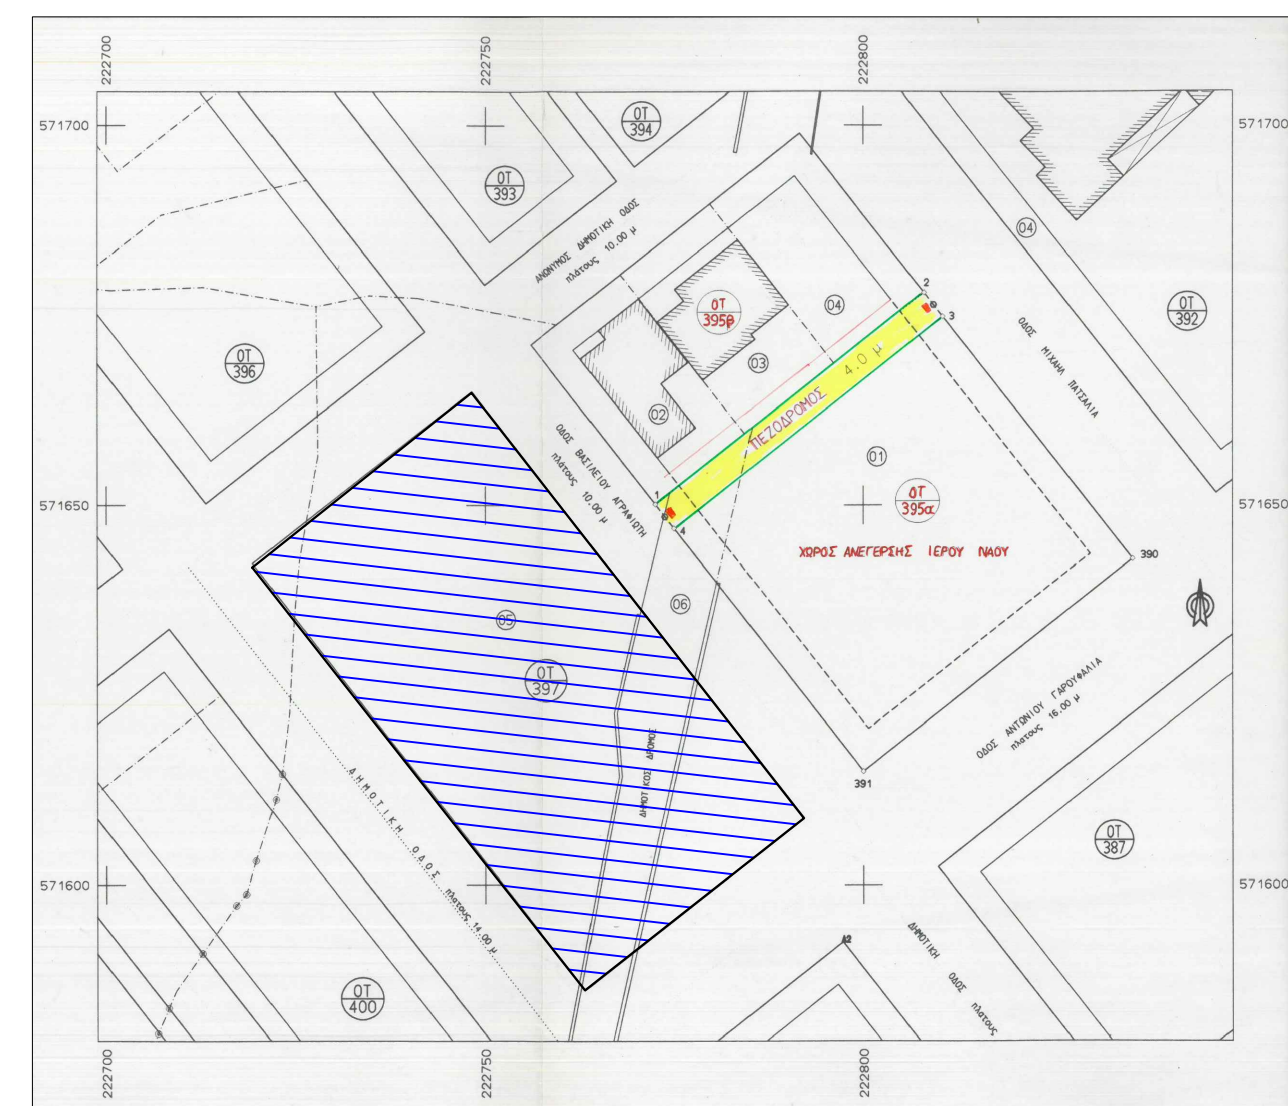 222700
222750
222800
571700
571700
ΟΤ
394
ΟΤ
393
ΑΝΩΝΥΜΟΣ ΔΗΜΟΤΙΚΗ ΟΔΟΣ
πλάτους 10.00 μ
04
ΟΤ
392
ΟΤ
395β
04
2
3
ΟΔΟΣ ΜΙΧΑΗΛ ΠΑΤΣΑΛΙΑ
ΟΤ
396
03
02
ΠΕΖΟΔΡΟΜΟΣ 4.0 μ
ΟΔΟΣ ΒΑΣΙΛΕΙΟΥ ΑΓΡΑΦΙΩΤΗ
πλάτους 10.00 μ
01
571650
1
4
ΟΤ
395α
571650
ΧΩΡΟΣ ΑΝΕΓΕΡΣΗΣ ΙΕΡΟΥ ΝΑΟΥ
390
06
05
ΟΤ
397
ΟΔΟΣ ΑΝΤΩΝΙΟΥ ΓΑΡΟΥΦΑΛΙΑ
πλατους 16.00 μ
ΔΗΜΟΤΙΚΟΣ ΔΡΟΜΟΣ
391
ΔΗΜΟΤΙΚΗ ΟΔΟΣ πλατους 14.00 μ
ΟΤ
387
571600
571600
ΔΗΜΟΤΙΚΗ ΟΔΟΣ πλατους
ΟΤ
400
222700
222750
222800